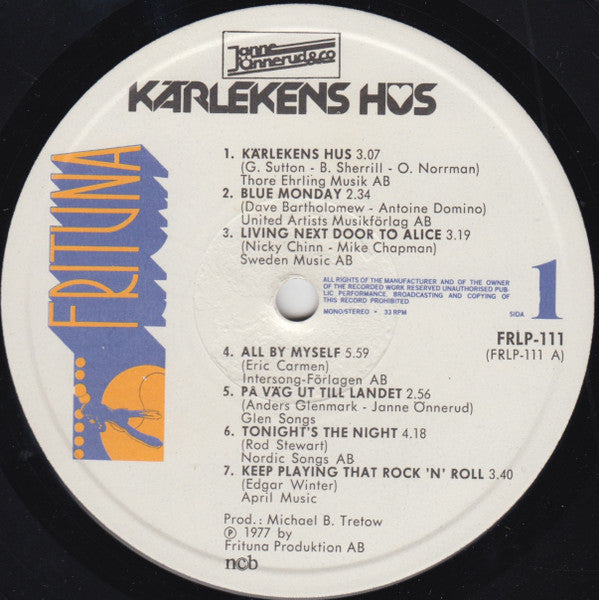 Janne
Önnerud & co
KÄRLEKENS HUS
FRITUNA
1. KÄRLEKENS HUS 3.07
(G. Sutton - B. Sherrill - O. Norrman)
Thore Ehrling Musik AB
2. BLUE MONDAY 2.34
(Dave Bartholomew - Antoine Domino)
United Artists Musikförlag AB
3. LIVING NEXT DOOR TO ALICE 3.19
(Nicky Chinn - Mike Chapman)
Sweden Music AB
ALL RIGHTS OF THE MANUFACTURER AND OF THE OWNER
OF THE RECORDED WORK RESERVED UNAUTHORISED PUB-
LIC PERFORMANCE, BROADCASTING AND COPYING OF
THIS RECORD PROHIBITED
MONO/STEREO • 33 RPM
SIDA 1
FRLP-111
(FRLP-111 A)
4. ALL BY MYSELF 5.59
(Eric Carmen)
Intersong-Förlagen AB
5. PÅ VÄG UT TILL LANDET 2.56
(Anders Glenmark - Janne Önnerud)
Glen Songs
6. TONIGHT'S THE NIGHT 4.18
(Rod Stewart)
Nordic Songs AB
7. KEEP PLAYING THAT ROCK 'N' ROLL 3.40
(Edgar Winter)
April Music
Prod.: Michael B. Tretow
℗ 1977 by
Frituna Produktion AB
ncb